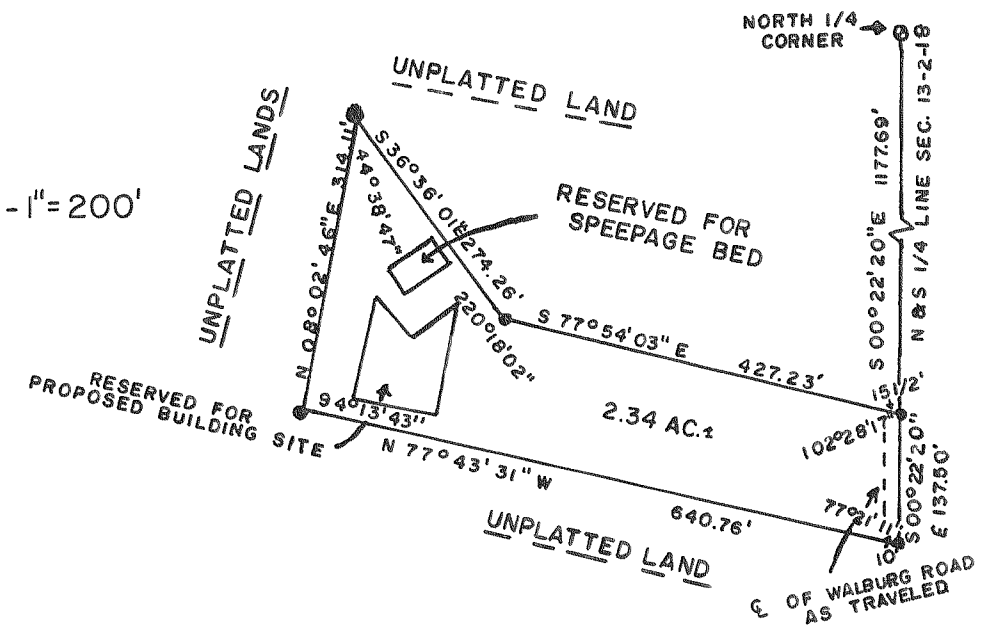 NORTH 1/4
CORNER
UNPLATTED LAND
UNPLATTED LANDS
- 1" = 200'
N 08° 02' 46" E 314.11'
S 36° 36' 01" E 274.26'
44° 38' 47"
RESERVED FOR
SPEEPAGE BED
1177.69'
S 00° 22' 20" E
N & S 1/4 LINE SEC. 13-2-18
220° 18' 02"
S 77° 54' 03" E
427.23'
RESERVED FOR
PROPOSED BUILDING SITE
94° 13' 43"
2.34 AC.±
15 1/2'
102° 28' 17"
S 00° 22' 20"
E 137.50'
N 77° 43' 31" W
640.76'
77° 21' 11"
10'
UNPLATTED LAND
℄ OF WALBURG ROAD
AS TRAVELED